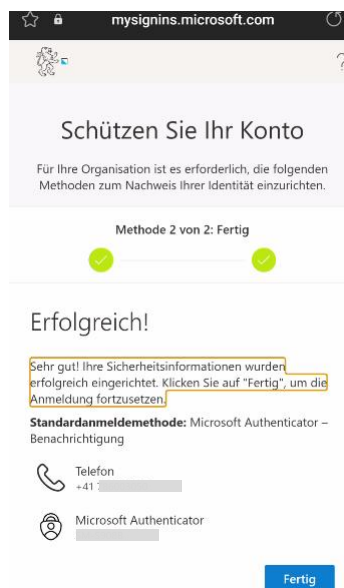 mysignins.microsoft.com
?
Schützen Sie Ihr Konto
Für Ihre Organisation ist es erforderlich, die folgenden
Methoden zum Nachweis Ihrer Identität einzurichten.
Methode 2 von 2: Fertig
Erfolgreich!
Sehr gut! Ihre Sicherheitsinformationen wurden
erfolgreich eingerichtet. Klicken Sie auf "Fertig", um die
Anmeldung fortzusetzen.
Standardanmeldemethode: Microsoft Authenticator –
Benachrichtigung
Telefon
+41
Microsoft Authenticator
Fertig